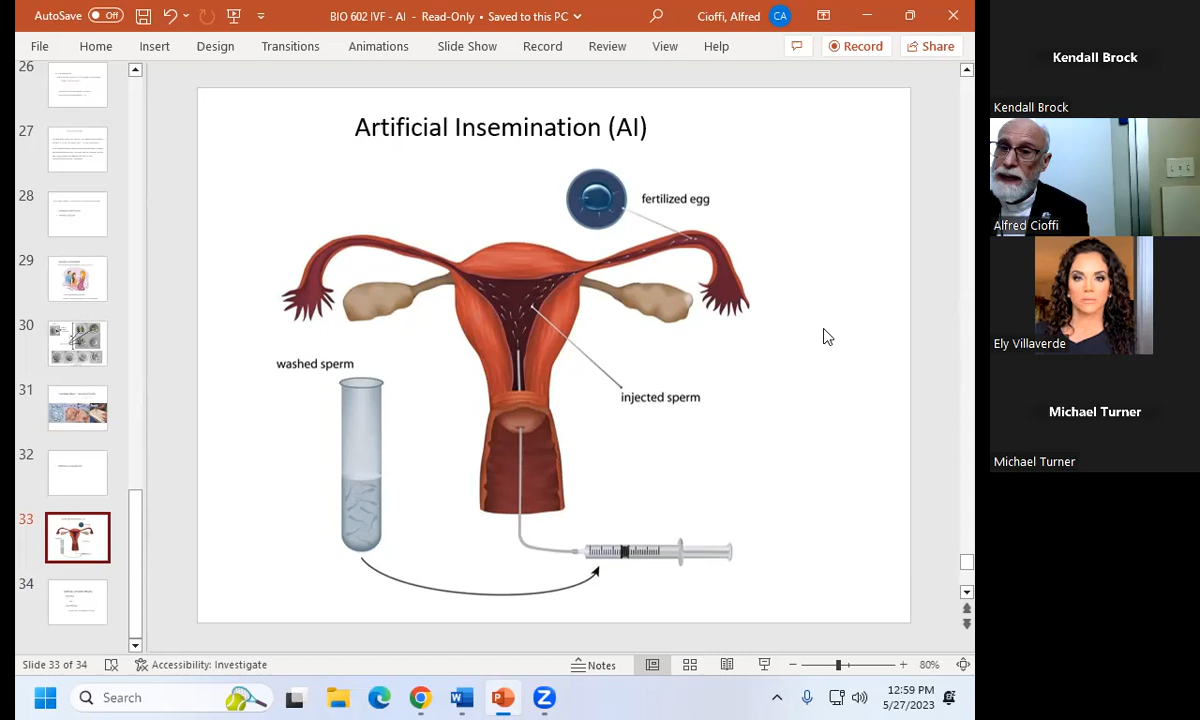 AutoSave Off BIO 602 IVF - AI - Read-Only • Saved to this PC Cioffi, Alfred CA
File Home Insert Design Transitions Animations Slide Show Record Review View Help Record Share
26
27
28
29
30
31
32
33
34
Artificial Insemination (AI)
fertilized egg
washed sperm
injected sperm
Slide 33 of 34 Accessibility: Investigate Notes 80%
Search
12:59 PM
5/27/2023
Kendall Brock
Kendall Brock
Alfred Cioffi
Ely Villaverde
Michael Turner
Michael Turner